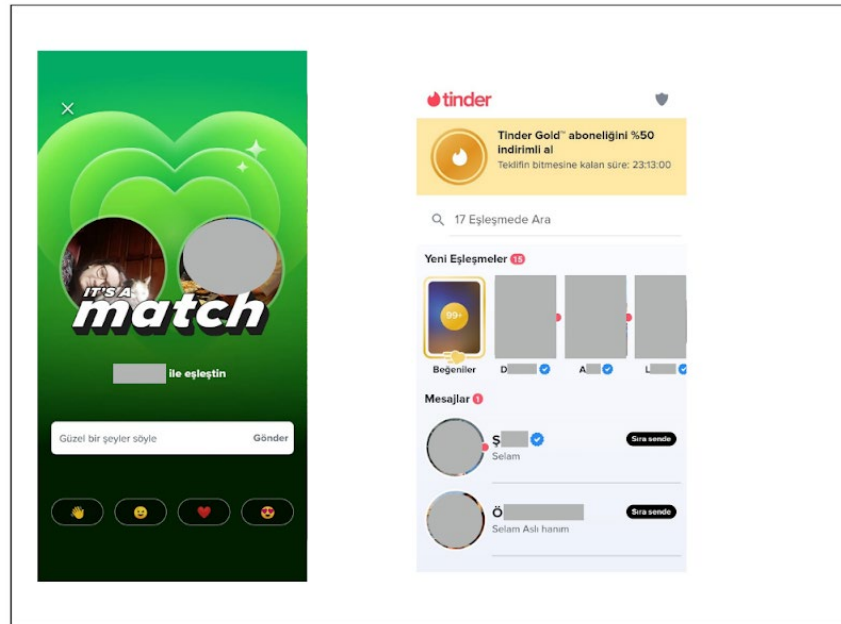 IT'S A
match
ile eşleştin
Güzel bir şeyler söyle
Gönder
tinder
Tinder Gold™ aboneliğini %50
indirimli al
Teklifin bitmesine kalan süre: 23:13:00
17 Eşleşmede Ara
Yeni Eşleşmeler 15
99+
Beğeniler D A L
Mesajlar 1
Ş Sıra sende
Selam
Ö Sıra sende
Selam Aslı hanım